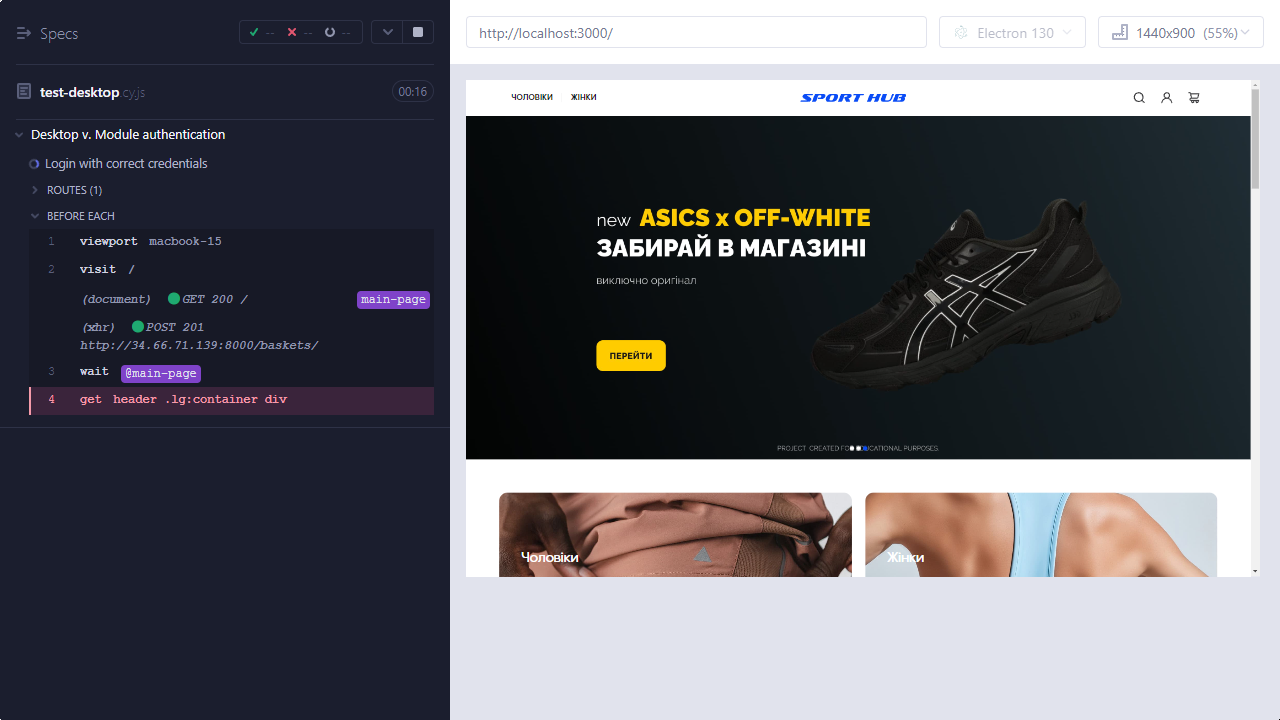 Specs
-- -- --
test-desktop.cy.js
00:16
Desktop v. Module authentication
Login with correct credentials
ROUTES (1)
BEFORE EACH
1 viewport macbook-15
2 visit /
(document) GET 200 / main-page
(xhr) POST 201
http://34.66.71.139:8000/baskets/
3 wait @main-page
4 get header .lg:container div
http://localhost:3000/
Electron 130
1440x900 (55%)
ЧОЛОВІКИ ЖІНКИ
SPORT HUB
new ASICS x OFF-WHITE
ЗАБИРАЙ В МАГАЗИНІ
виключно оригінал
ПЕРЕЙТИ
PROJECT CREATED FOR EDUCATIONAL PURPOSES
Чоловіки
Жінки